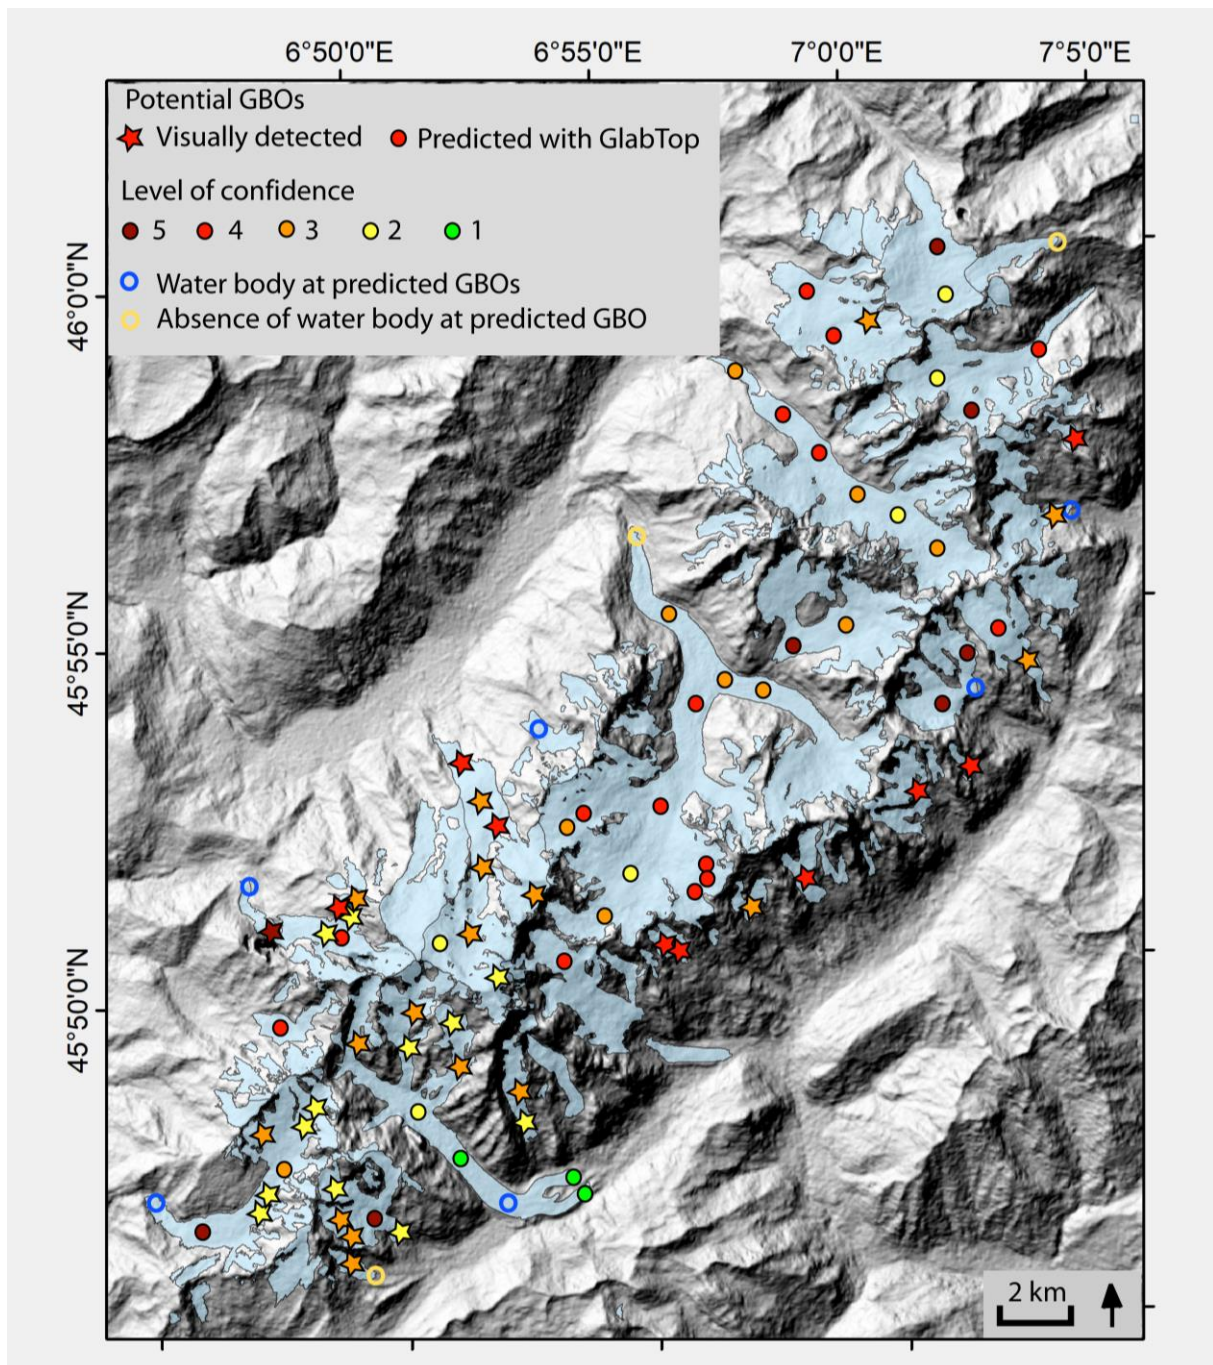 6°50'0"E 6°55'0"E 7°0'0"E 7°5'0"E
Potential GBOs
Visually detected Predicted with GlabTop
Level of confidence
5 4 3 2 1
Water body at predicted GBOs
Absence of water body at predicted GBO
46°0'0"N
45°55'0"N
45°50'0"N
2 km